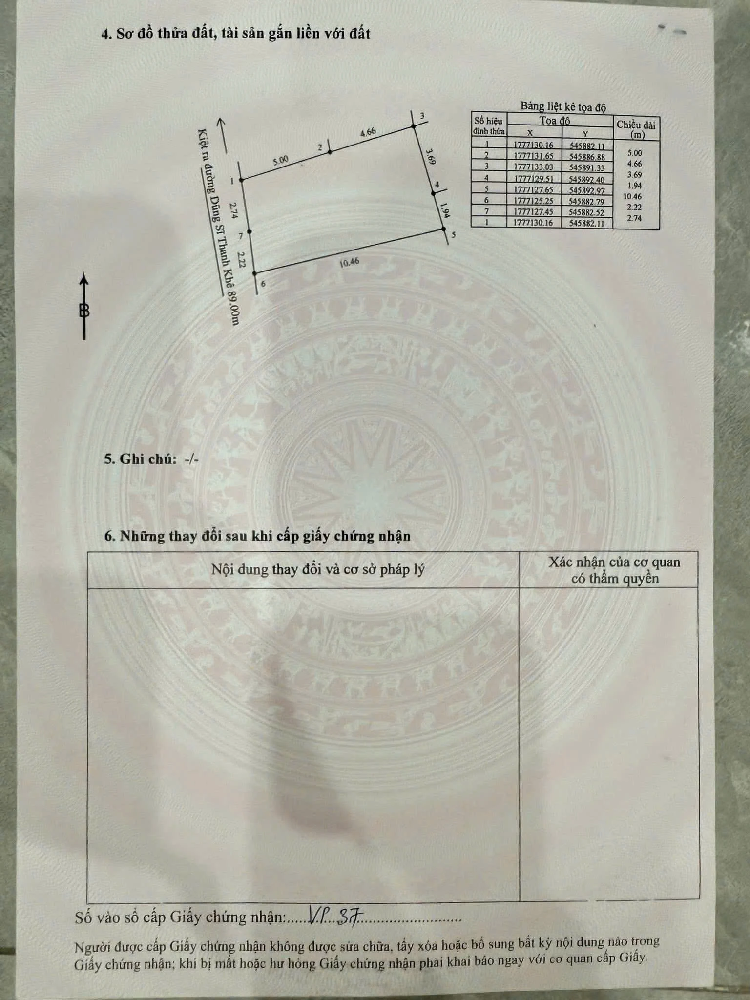 4. Sơ đồ thửa đất, tài sản gắn liền với đất
Bảng liệt kê tọa độ
Số hiệu đỉnh thửa Tọa độ Chiều dài (m)
X Y
1 1777130.16 545882.11
5.00
2 1777131.65 545886.88
4.66
3 1777133.03 545891.33
3.69
4 1777129.51 545892.40
1.94
5 1777127.65 545892.97
10.46
6 1777125.25 545882.79
2.22
7 1777127.45 545882.52
2.74
1 1777130.16 545882.11
Kiệt ra đường Dũng Sĩ Thanh Khê 89.00m
1
5.00
2
4.66
3
3.69
4
1.94
5
10.46
6
2.22
7
2.74
B
5. Ghi chú: -/-
6. Những thay đổi sau khi cấp giấy chứng nhận
Nội dung thay đổi và cơ sở pháp lý
Xác nhận của cơ quan
có thẩm quyền
Số vào sổ cấp Giấy chứng nhận:......V.P...37..............................
Người được cấp Giấy chứng nhận không được sửa chữa, tẩy xóa hoặc bổ sung bất kỳ nội dung nào trong
Giấy chứng nhận; khi bị mất hoặc hư hỏng Giấy chứng nhận phải khai báo ngay với cơ quan cấp Giấy.